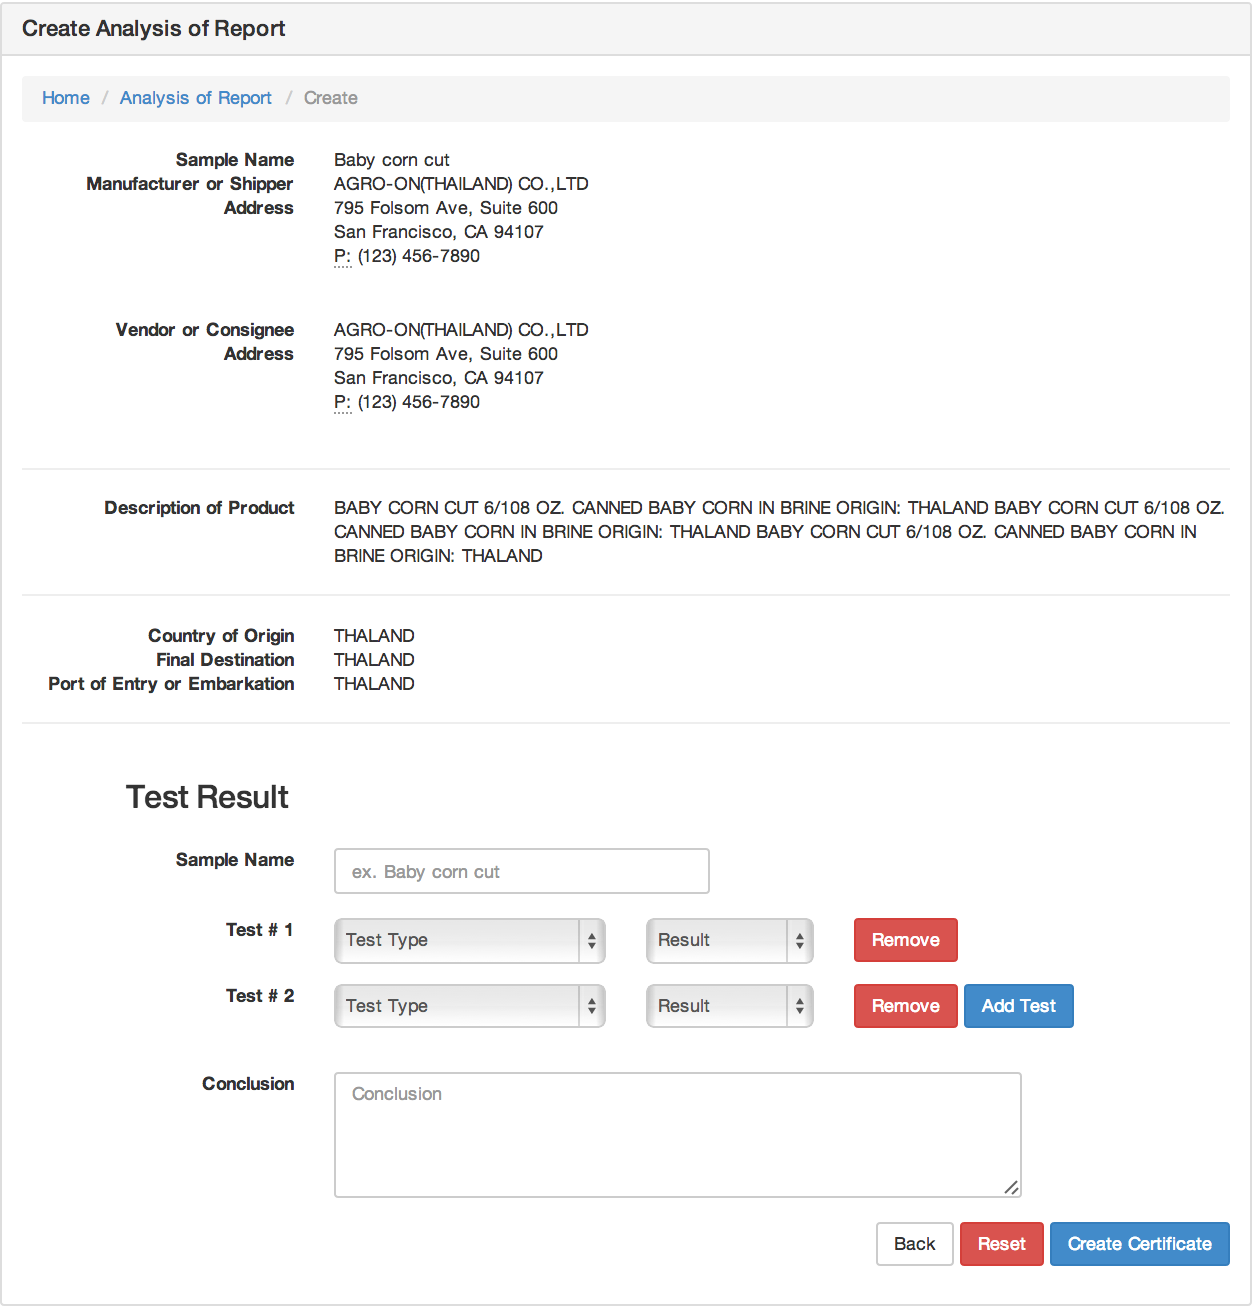 Create Analysis of Report
Home / Analysis of Report / Create
Sample Name Baby corn cut
Manufacturer or Shipper AGRO-ON(THAILAND) CO.,LTD
Address 795 Folsom Ave, Suite 600
San Francisco, CA 94107
P: (123) 456-7890
Vendor or Consignee AGRO-ON(THAILAND) CO.,LTD
Address 795 Folsom Ave, Suite 600
San Francisco, CA 94107
P: (123) 456-7890
Description of Product BABY CORN CUT 6/108 OZ. CANNED BABY CORN IN BRINE ORIGIN: THALAND BABY CORN CUT 6/108 OZ.
CANNED BABY CORN IN BRINE ORIGIN: THALAND BABY CORN CUT 6/108 OZ. CANNED BABY CORN IN
BRINE ORIGIN: THALAND
Country of Origin THALAND
Final Destination THALAND
Port of Entry or Embarkation THALAND
Test Result
Sample Name ex. Baby corn cut
Test # 1 Test Type Result Remove
Test # 2 Test Type Result Remove Add Test
Conclusion Conclusion
Back Reset Create Certificate